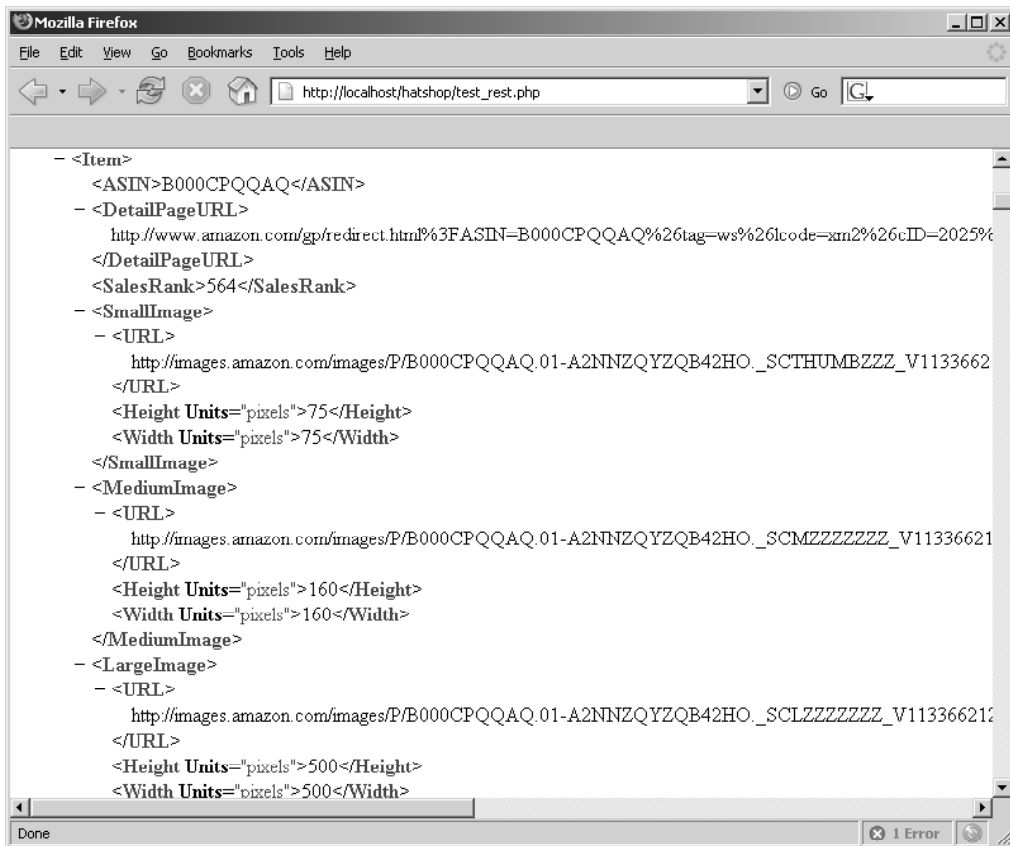 Mozilla Firefox
File Edit View Go Bookmarks Tools Help
http://localhost/hatshop/test_rest.php Go G
− <Item>
<ASIN>B000CPQQAQ</ASIN>
− <DetailPageURL>
http://www.amazon.com/gp/redirect.html%3FASIN=B000CPQQAQ%26tag=ws%26lcode=xm2%26cID=2025%
</DetailPageURL>
<SalesRank>564</SalesRank>
− <SmallImage>
− <URL>
http://images.amazon.com/images/P/B000CPQQAQ.01-A2NNZQYZQB42HO._SCTHUMBZZZ_V1133662
</URL>
<Height Units="pixels">75</Height>
<Width Units="pixels">75</Width>
</SmallImage>
− <MediumImage>
− <URL>
http://images.amazon.com/images/P/B000CPQQAQ.01-A2NNZQYZQB42HO._SCMZZZZZZZ_V11336621
</URL>
<Height Units="pixels">160</Height>
<Width Units="pixels">160</Width>
</MediumImage>
− <LargeImage>
− <URL>
http://images.amazon.com/images/P/B000CPQQAQ.01-A2NNZQYZQB42HO._SCLZZZZZZZ_V113366212
</URL>
<Height Units="pixels">500</Height>
<Width Units="pixels">500</Width>
Done 1 Error